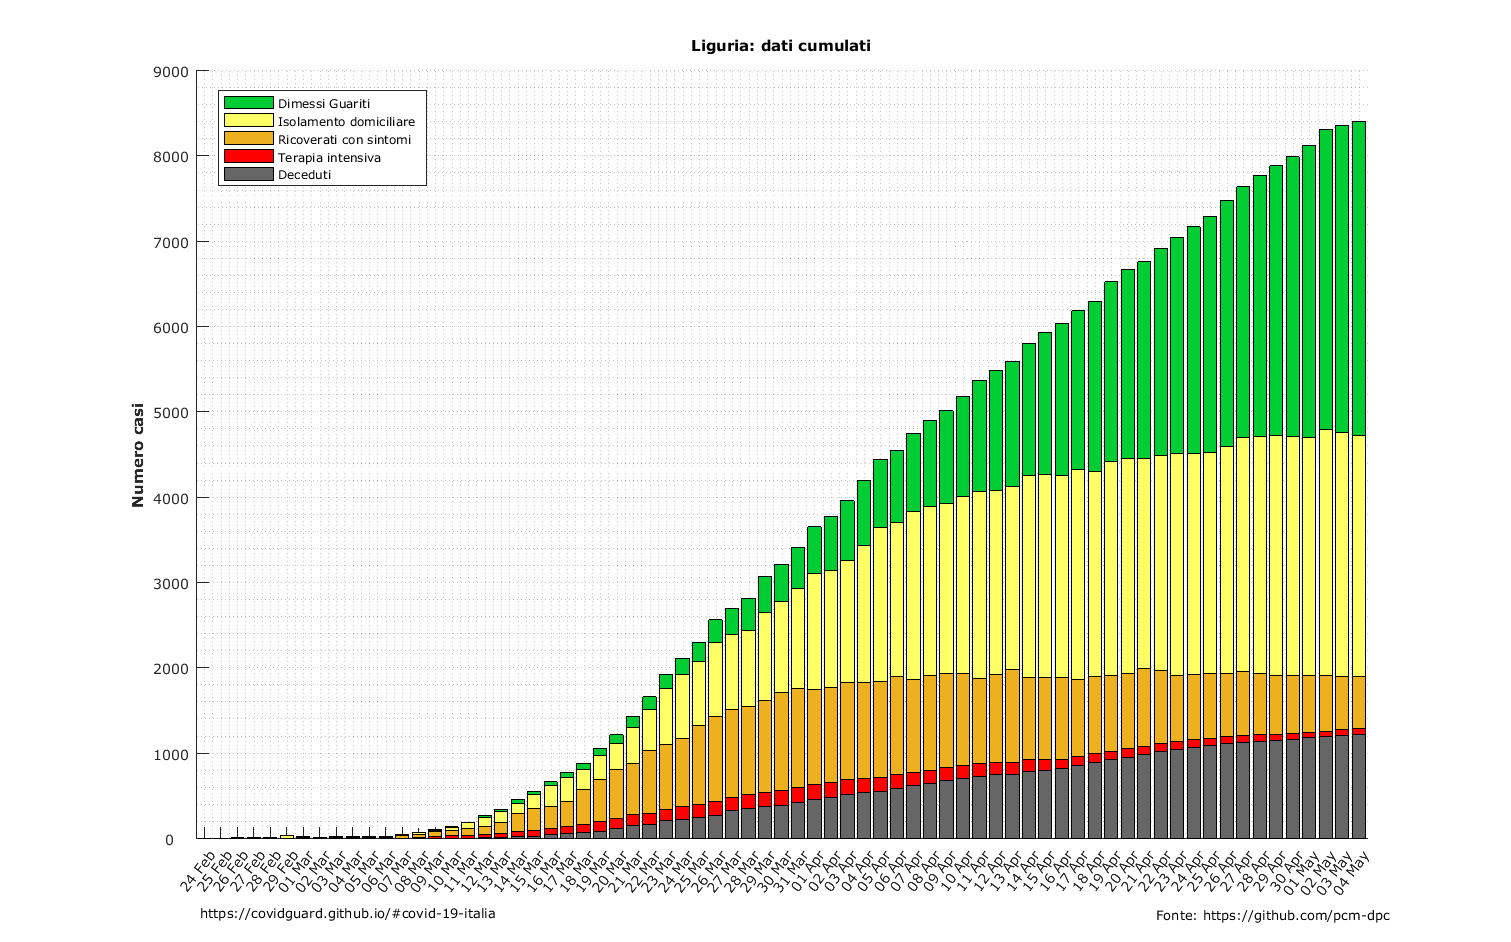 Liguria: dati cumulati
9000
8000
7000
6000
5000
4000
3000
2000
1000
0
Numero casi
Dimessi Guariti
Isolamento domiciliare
Ricoverati con sintomi
Terapia intensiva
Deceduti
24 Feb
25 Feb
26 Feb
27 Feb
28 Feb
29 Feb
01 Mar
02 Mar
03 Mar
04 Mar
05 Mar
06 Mar
07 Mar
08 Mar
09 Mar
10 Mar
11 Mar
12 Mar
13 Mar
14 Mar
15 Mar
16 Mar
17 Mar
18 Mar
19 Mar
20 Mar
21 Mar
22 Mar
23 Mar
24 Mar
25 Mar
26 Mar
27 Mar
28 Mar
29 Mar
30 Mar
31 Mar
01 Apr
02 Apr
03 Apr
04 Apr
05 Apr
06 Apr
07 Apr
08 Apr
09 Apr
10 Apr
11 Apr
12 Apr
13 Apr
14 Apr
15 Apr
16 Apr
17 Apr
18 Apr
19 Apr
20 Apr
21 Apr
22 Apr
23 Apr
24 Apr
25 Apr
26 Apr
27 Apr
28 Apr
29 Apr
30 Apr
01 May
02 May
03 May
04 May
https://covidguard.github.io/#covid-19-italia
Fonte: https://github.com/pcm-dpc